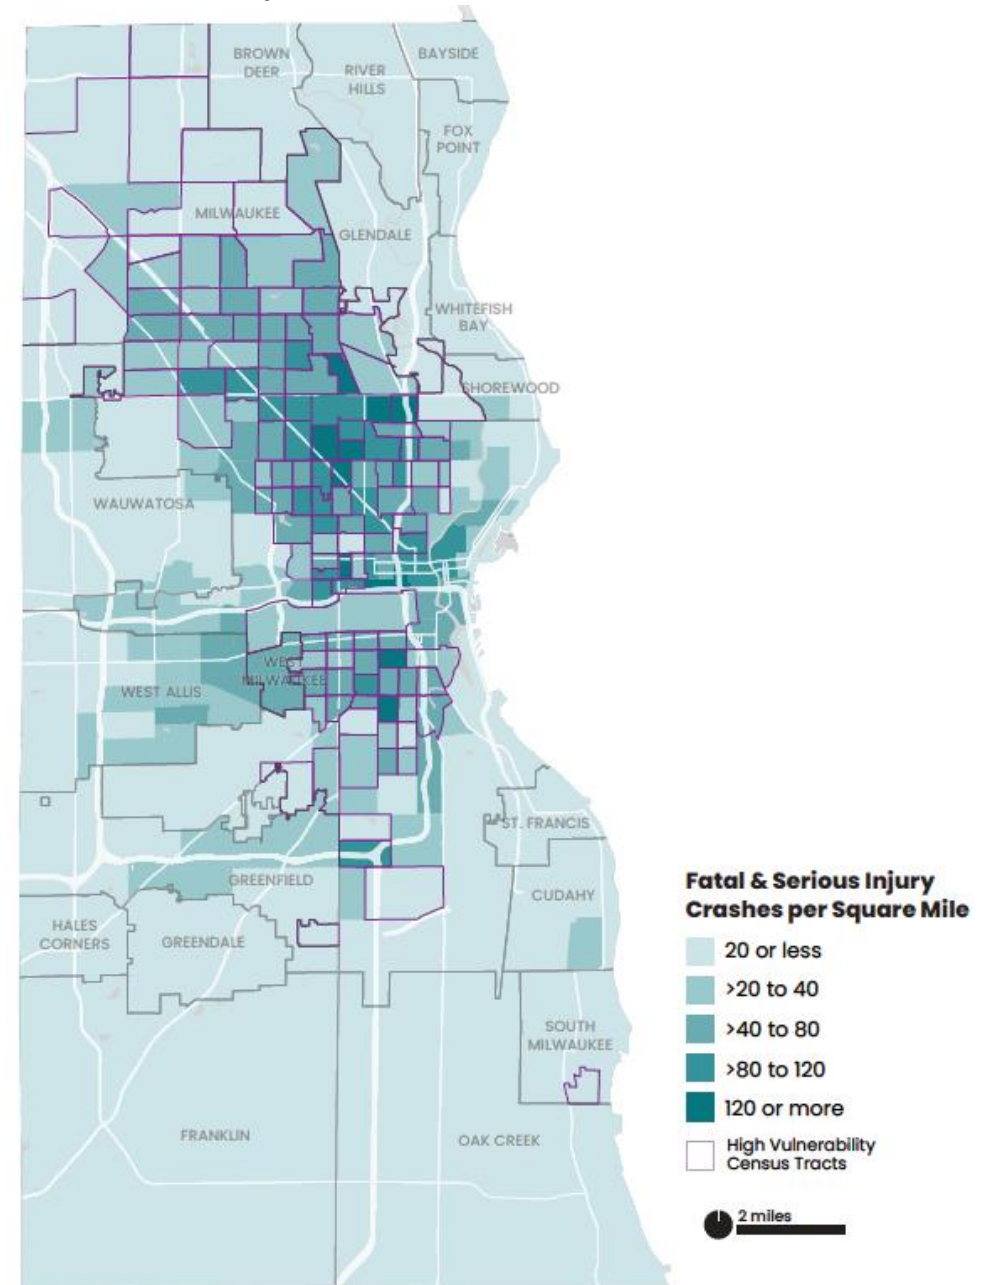 BROWN
DEER
BAYSIDE
RIVER
HILLS
FOX
POINT
MILWAUKEE
GLENDALE
WHITEFISH
BAY
SHOREWOOD
WAUWATOSA
WEST
MILWAUKEE
WEST ALLIS
ST. FRANCIS
GREENFIELD
CUDAHY
HALES
CORNERS
GREENDALE
SOUTH
MILWAUKEE
FRANKLIN
OAK CREEK
Fatal & Serious Injury
Crashes per Square Mile
20 or less
>20 to 40
>40 to 80
>80 to 120
120 or more
High Vulnerability
Census Tracts
2 miles